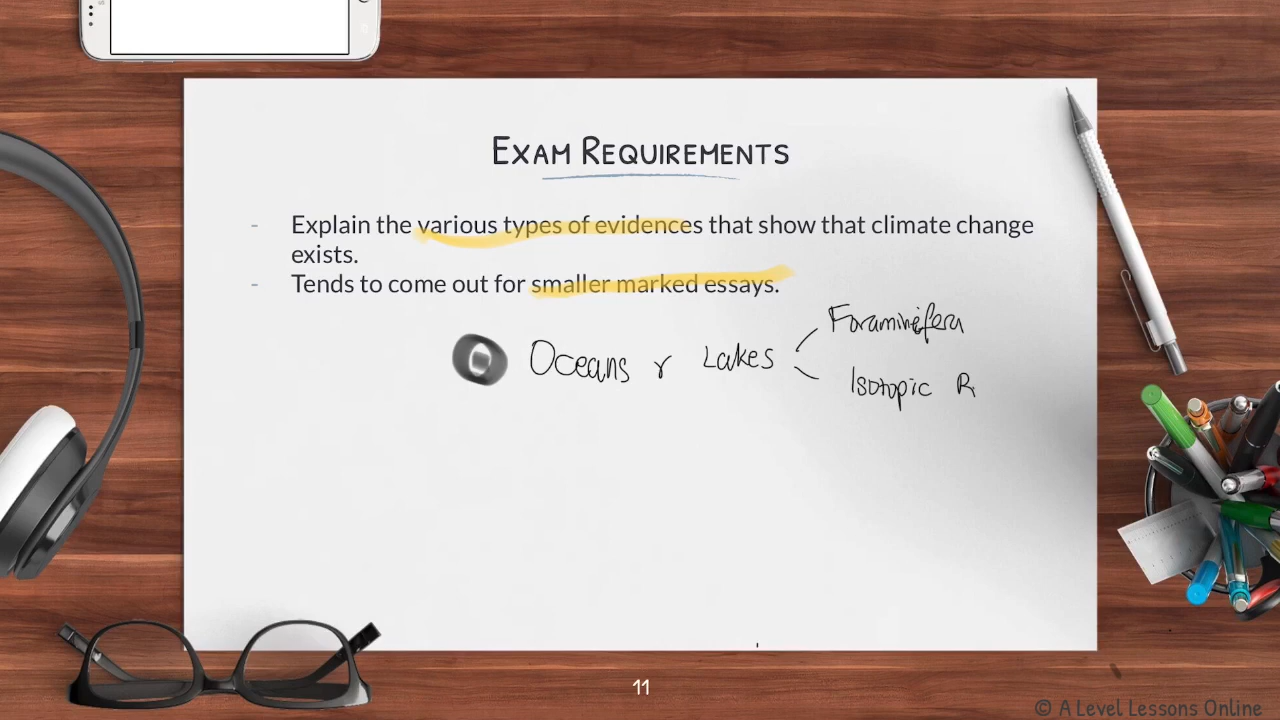 EXAM REQUIREMENTS
- Explain the various types of evidences that show that climate change
exists.
- Tends to come out for smaller marked essays.
Oceans r Lakes
Foraminifera
Isotopic R
11
© A Level Lessons Online